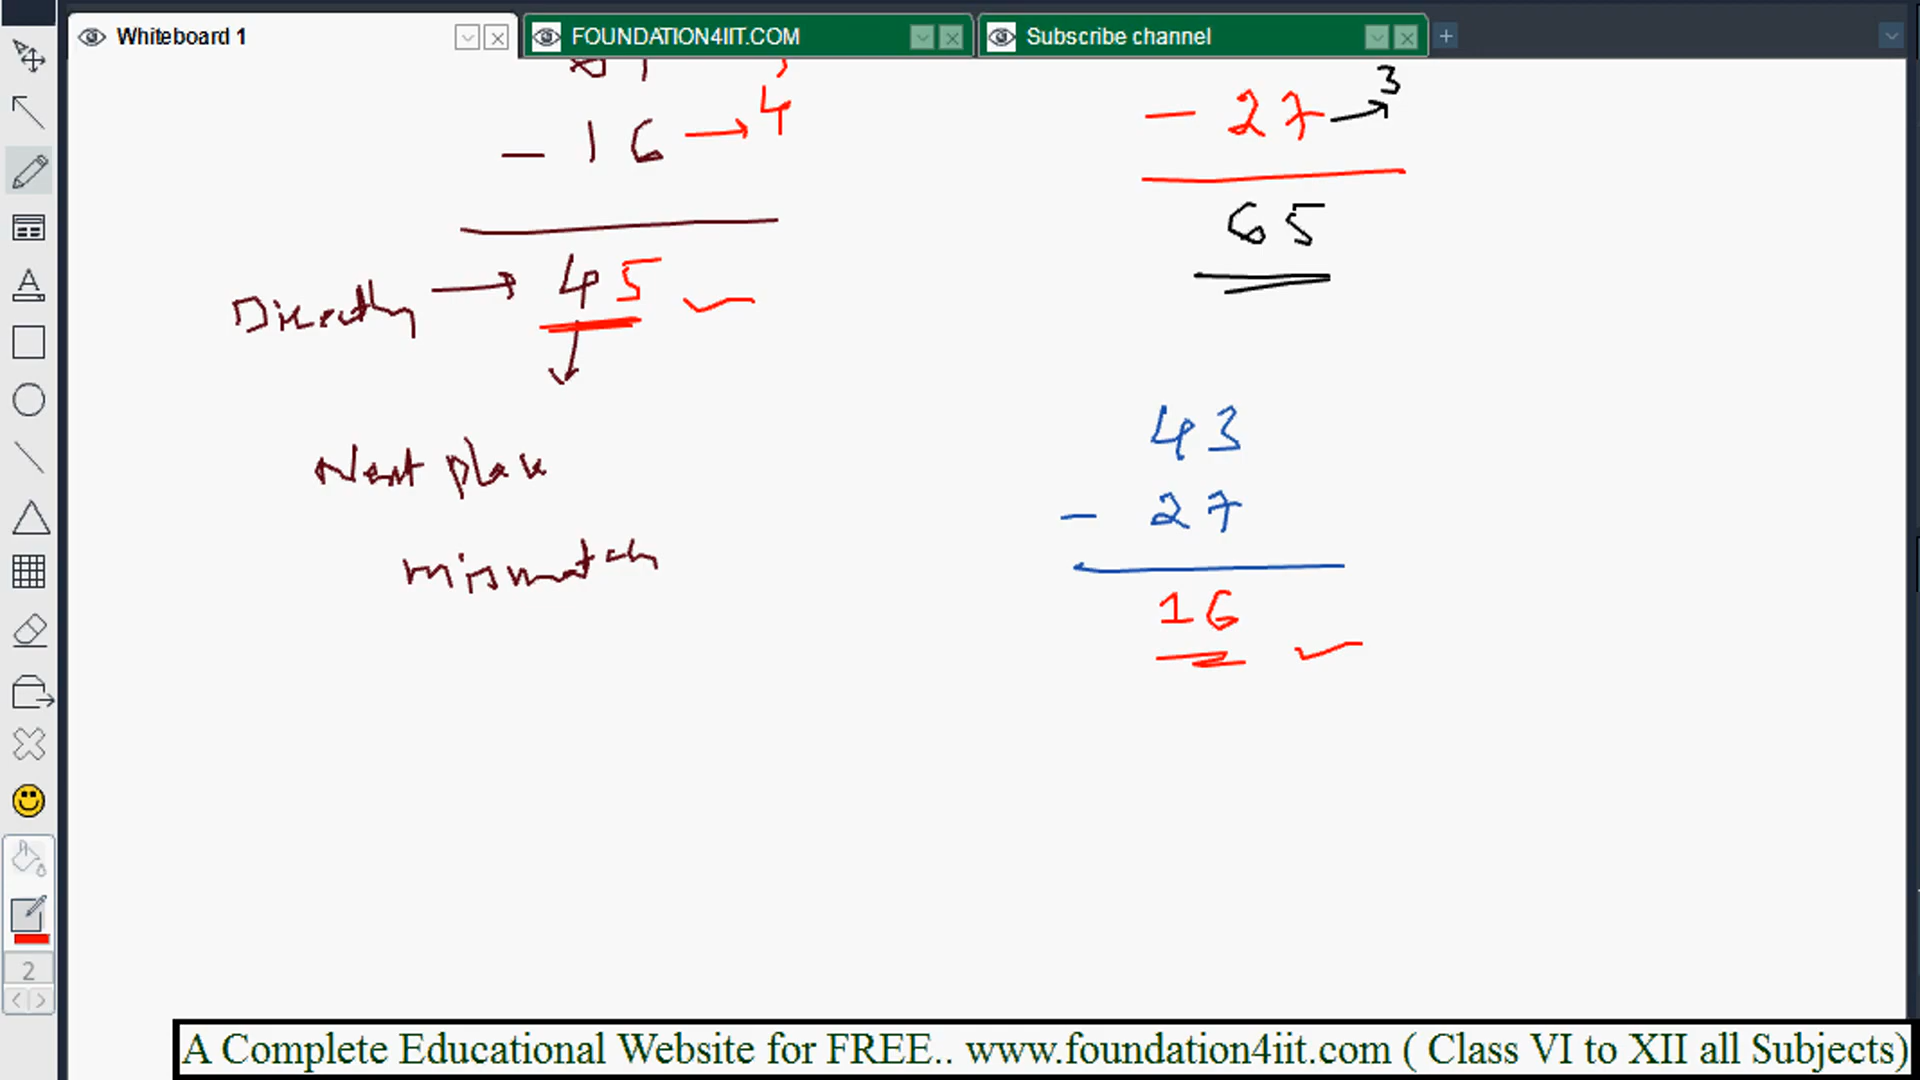 Whiteboard 1
FOUNDATION4IIT.COM
Subscribe channel
4
- 16 →
45
Directly →
Next place
mismatch
3
- 27 →
65
43
- 27
16
2
A Complete Educational Website for FREE.. www.foundation4iit.com ( Class VI to XII all Subjects)